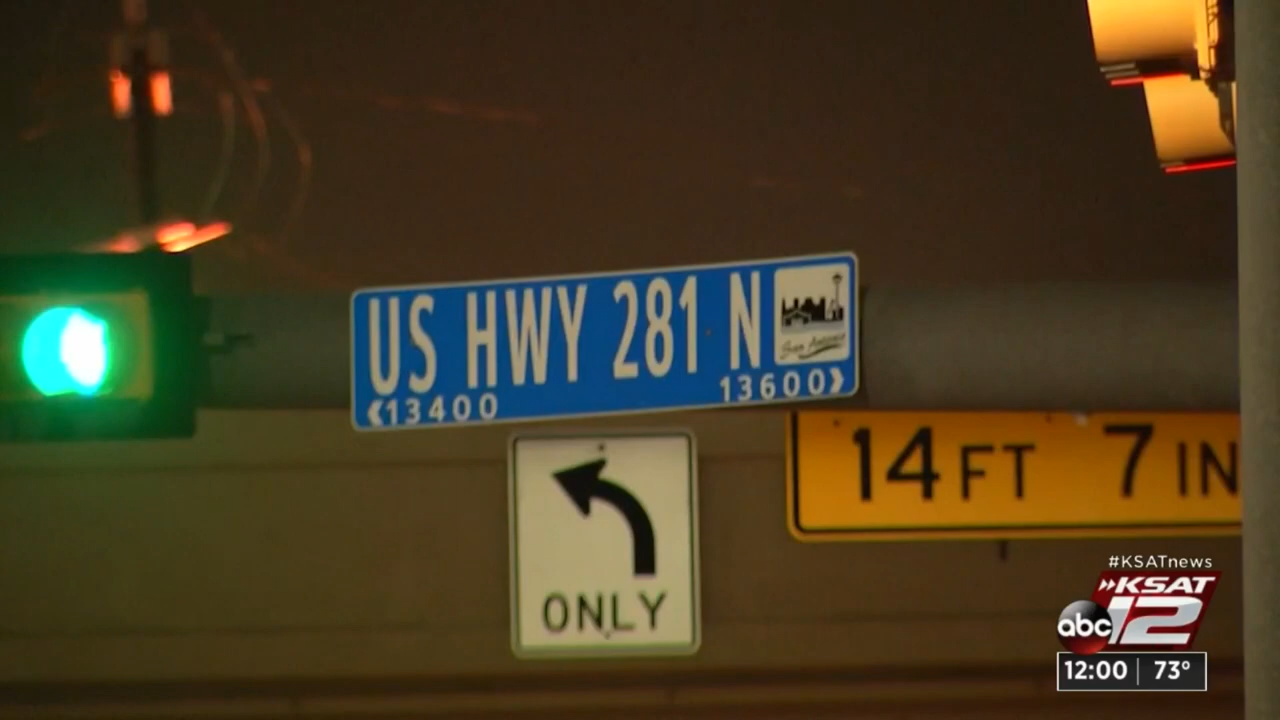 US HWY 281 N
San Antonio
13400
13600
14 FT 7 IN
ONLY
#KSATnews
KSAT
abc 12
12:00 73°